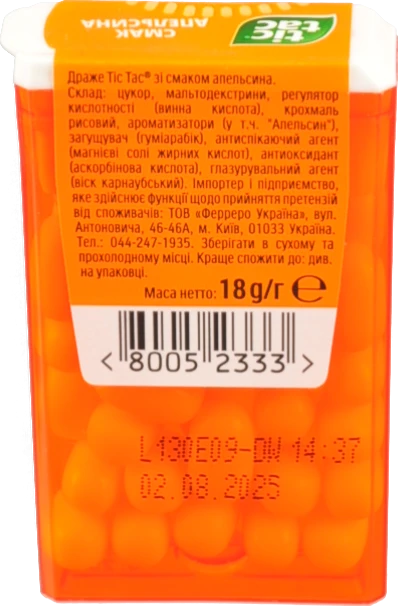 СМАК
АПЕЛЬСИНА
tic
tac
Драже Tic Tac® зі смаком апельсина.
Склад: цукор, мальтодекстрини, регулятор
кислотності (винна кислота), крохмаль
рисовий, ароматизатори (у т.ч. "Апельсин"),
загущувач (гуміарабік), антиспікаючий агент
(магнієві солі жирних кислот), антиоксидант
(аскорбінова кислота), глазурувальний агент
(віск карнаубський). Імпортер і підприємство,
яке здійснює функції щодо прийняття претензій
від споживачів: ТОВ «Ферреро Україна», вул.
Антоновича, 46-46А, м. Київ, 01033 Україна.
Тел.: 044-247-1935. Зберігати в сухому та
прохолодному місці. Краще спожити до: див.
на упаковці.
Маса нетто: 18 g/г ℮
< 8005 2333 >
L130E09-DW 14:37
02.08.2025